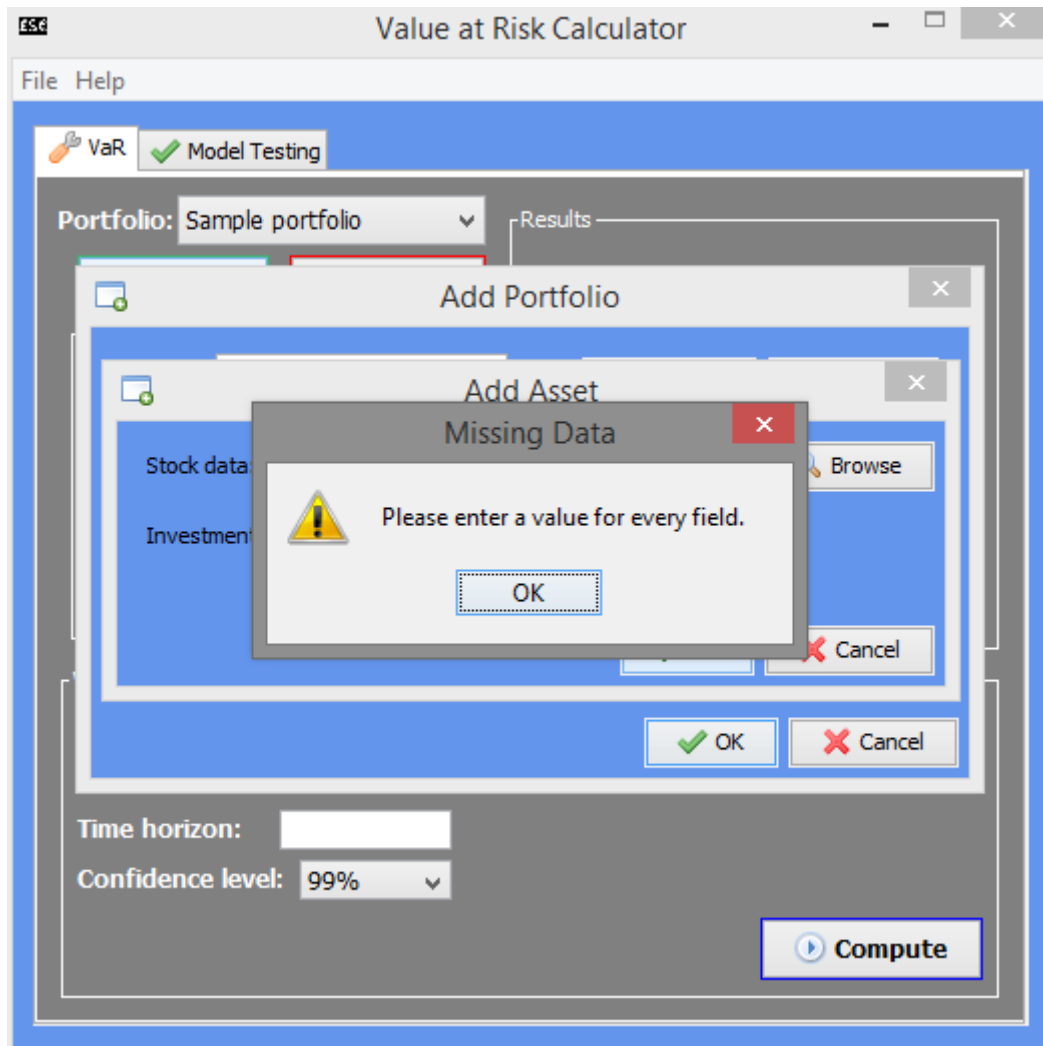 ESG
Value at Risk Calculator
File Help
VaR
Model Testing
Portfolio: Sample portfolio
Results
Add Portfolio
Add Asset
Missing Data
Stock data
Browse
Please enter a value for every field.
Investment
OK
Cancel
OK
Cancel
Time horizon:
Confidence level: 99%
Compute